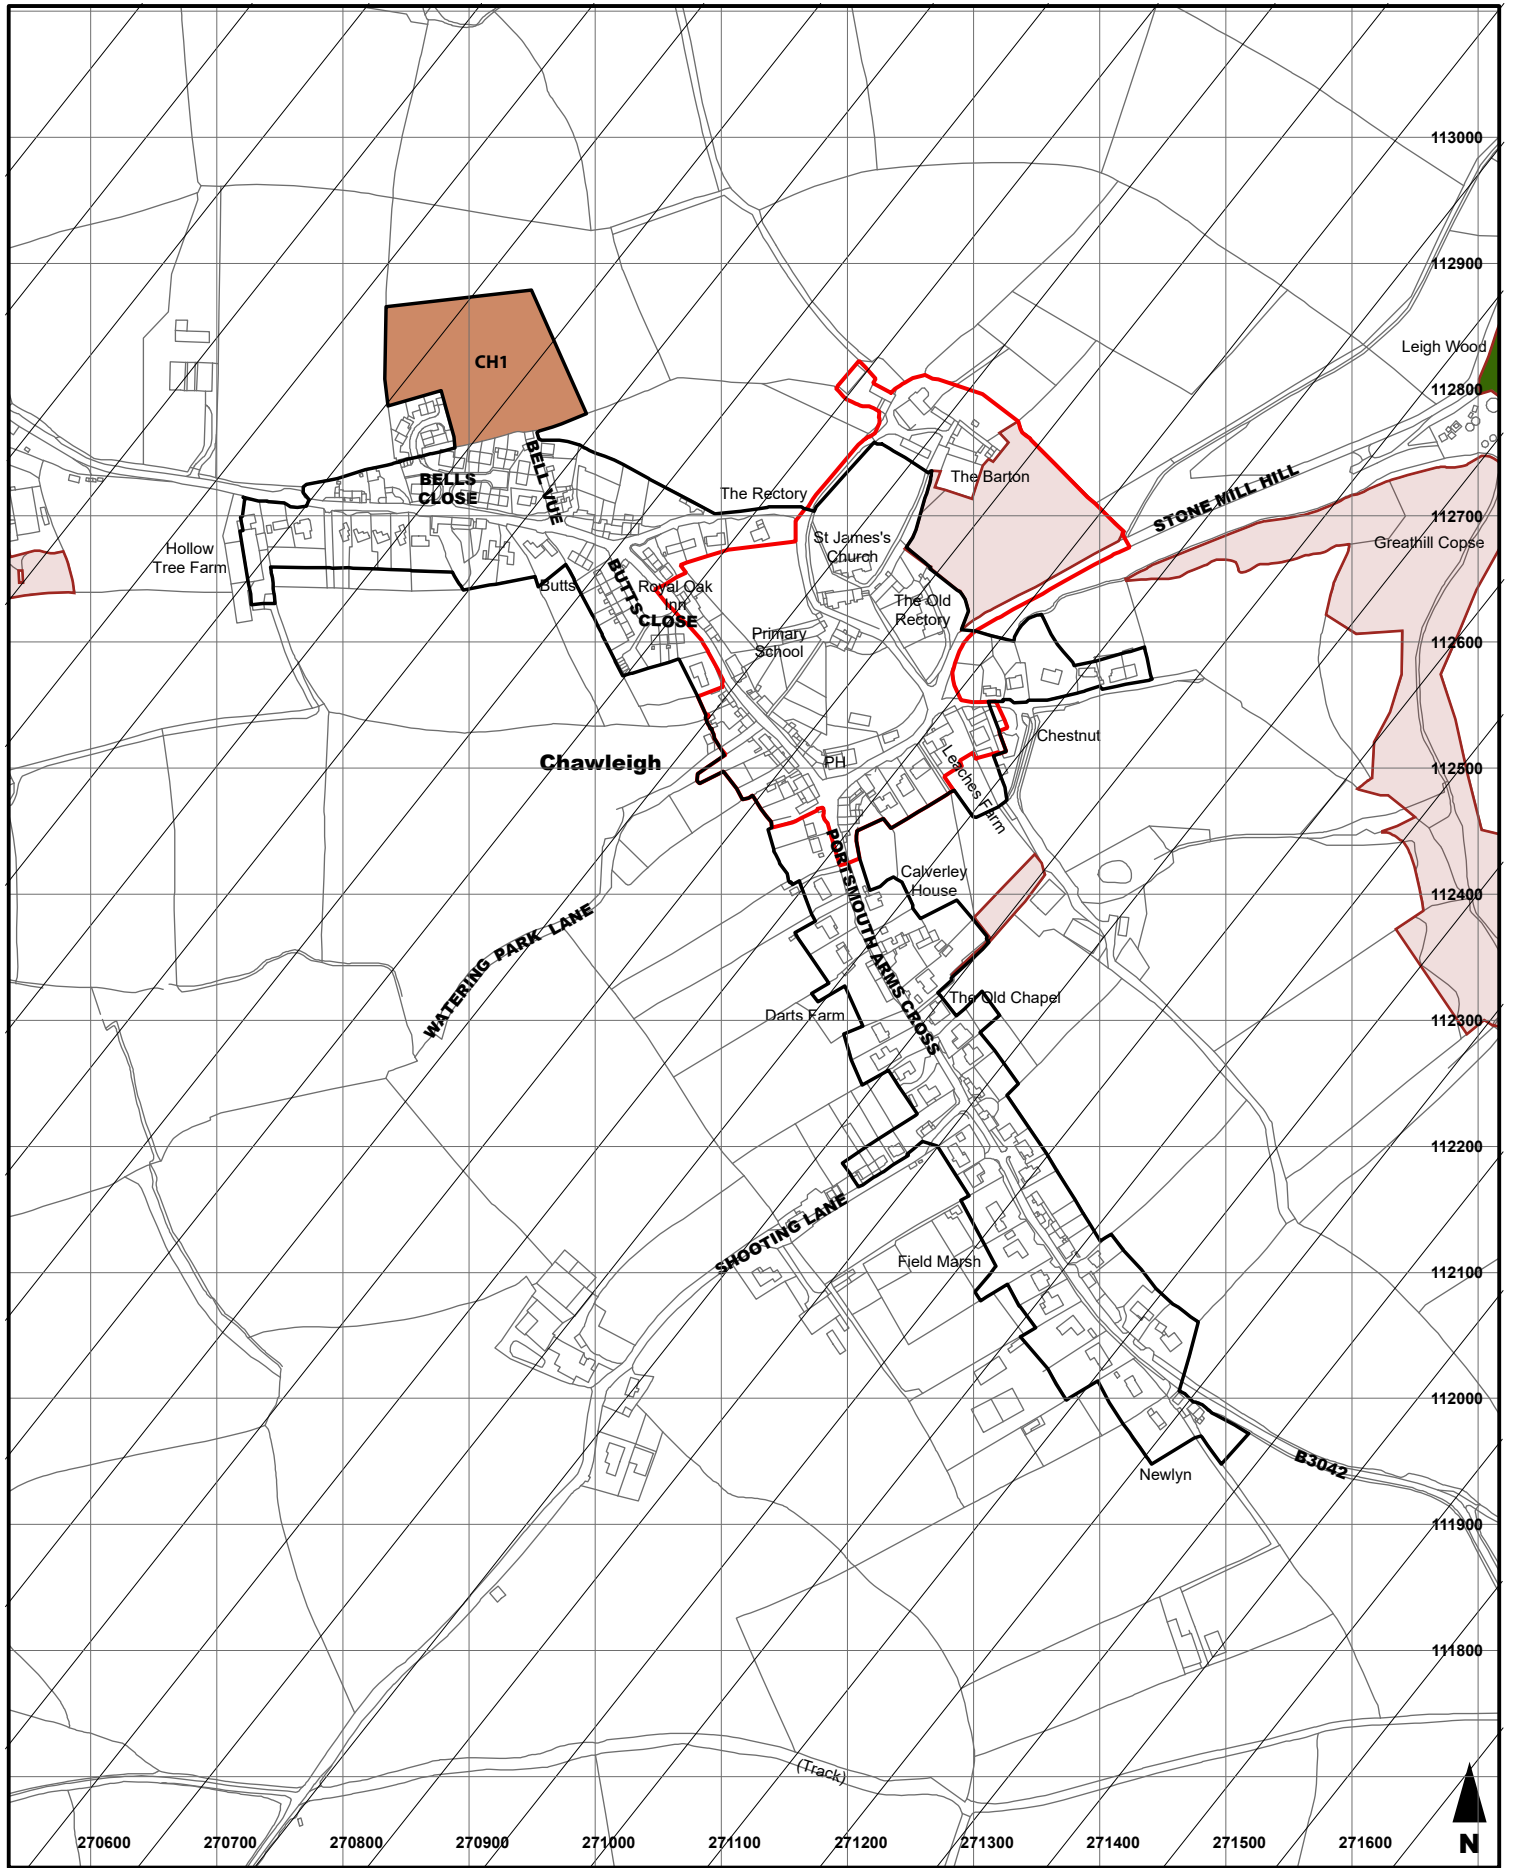 113000
112900
Leigh Wood
CH1
112800
BELL VUE
BELLS
CLOSE
The Barton
The Rectory
STONE MILL HILL
112700
Hollow
Tree Farm
St James's
Church
Greathill Copse
Butts
BUTTS
CLOSE
Royal Oak
Inn
The Old
Rectory
Primary
School
112600
Chestnut
Chawleigh
PH
Leaches Farm
112500
PORTSMOUTH ARMS CROSS
Calverley
House
112400
WATERING PARK LANE
The Old Chapel
Darts Farm
112300
112200
SHOOTING LANE
Field Marsh
112100
112000
B3042
Newlyn
111900
111800
(Track)
270600
270700
270800
270900
271000
271100
271200
271300
271400
271500
271600
N